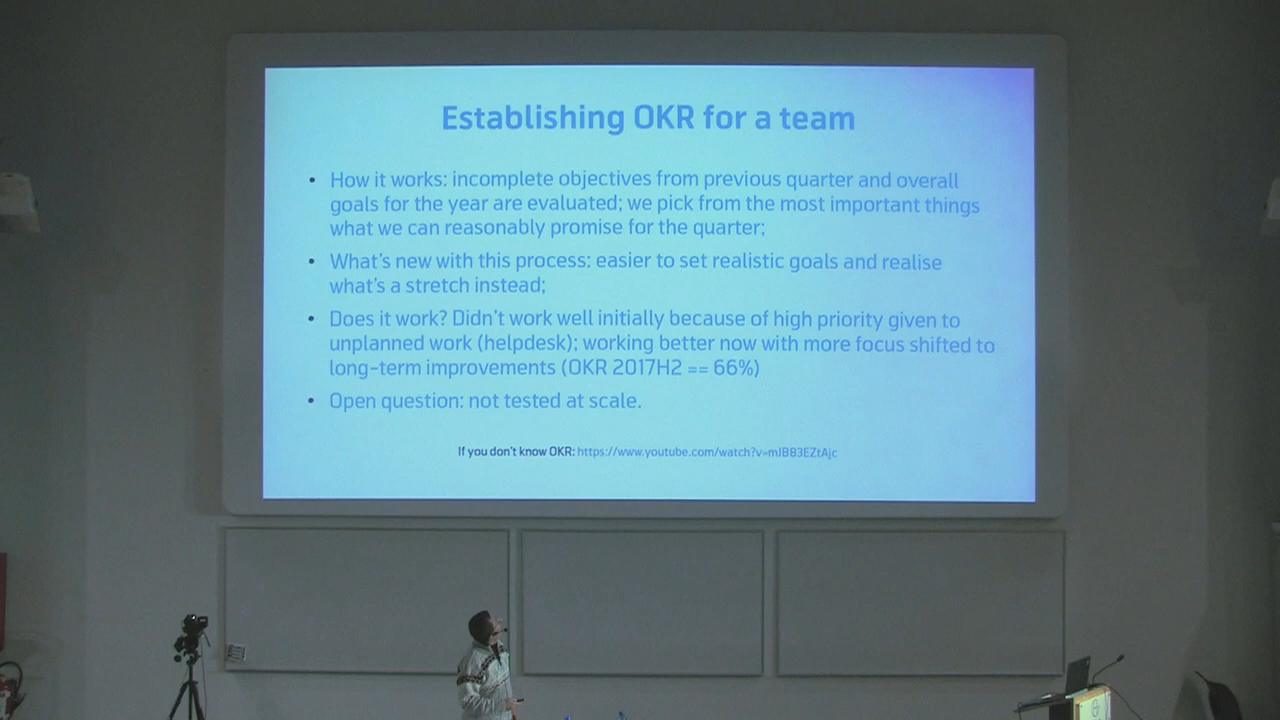 Establishing OKR for a team
• How it works: incomplete objectives from previous quarter and overall
goals for the year are evaluated; we pick from the most important things
what we can reasonably promise for the quarter;
• What's new with this process: easier to set realistic goals and realise
what's a stretch instead;
• Does it work? Didn't work well initially because of high priority given to
unplanned work (helpdesk); working better now with more focus shifted to
long-term improvements (OKR 2017H2 == 66%)
• Open question: not tested at scale.
If you don't know OKR: https://www.youtube.com/watch?v=mJBB3EZtAjc